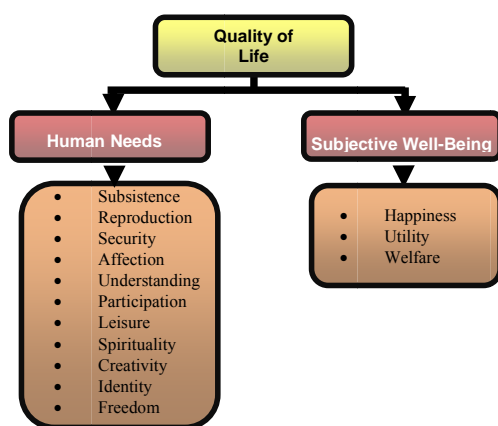 Quality of
Life
Human Needs
Subjective Well-Being
• Subsistence
• Reproduction
• Security
• Affection
• Understanding
• Participation
• Leisure
• Spirituality
• Creativity
• Identity
• Freedom
• Happiness
• Utility
• Welfare